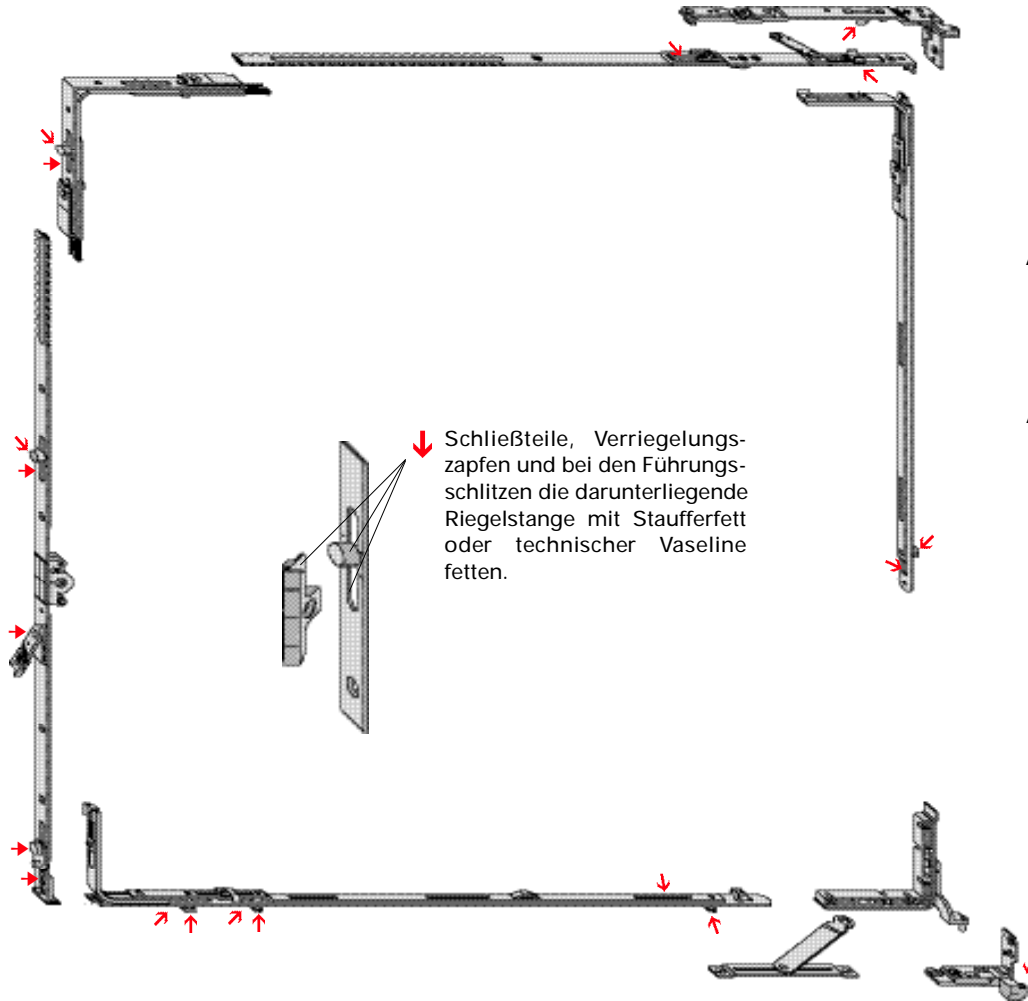 Schließteile, Verriegelungs-
zapfen und bei den Führungs-
schlitzen die darunterliegende
Riegelstange mit Staufferfett
oder technischer Vaseline
fetten.